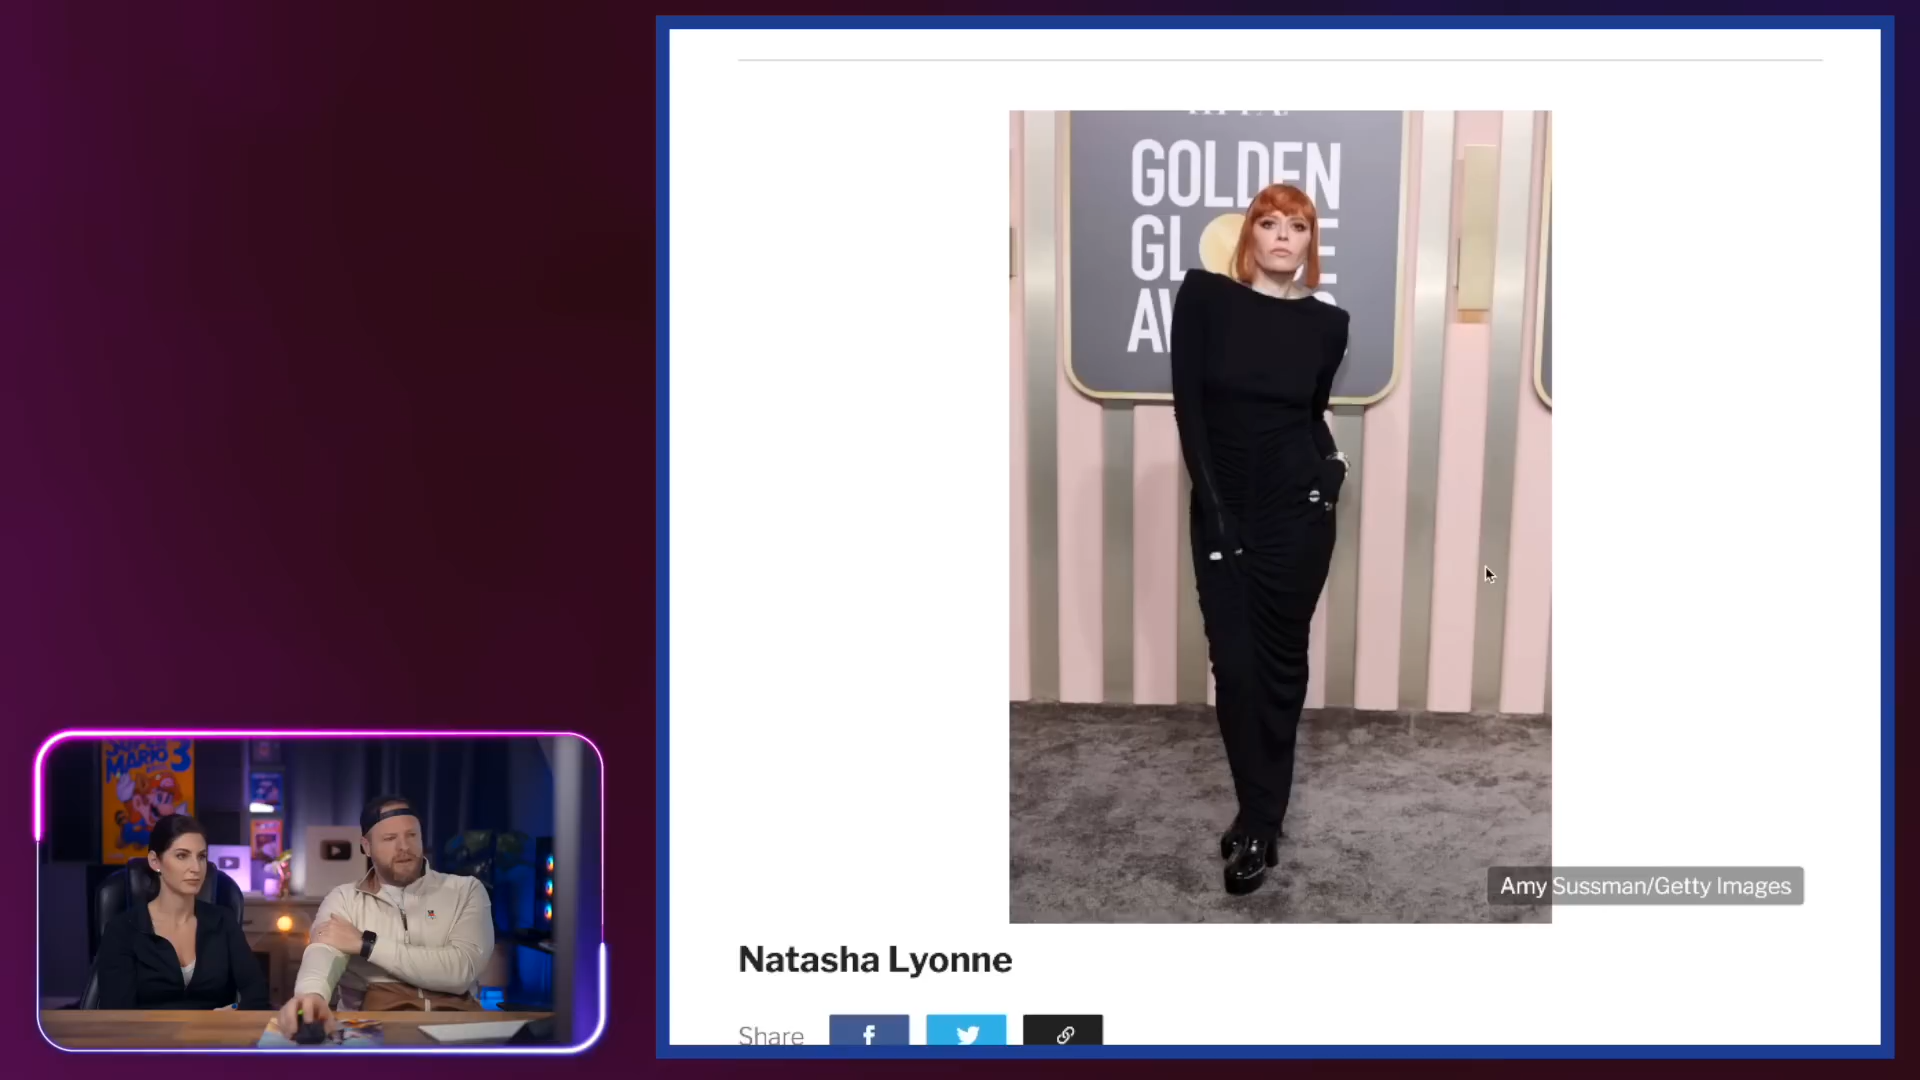 GOLDEN
GL
E
AW
Amy Sussman/Getty Images
Natasha Lyonne
Share
SUPER
MARIO 3